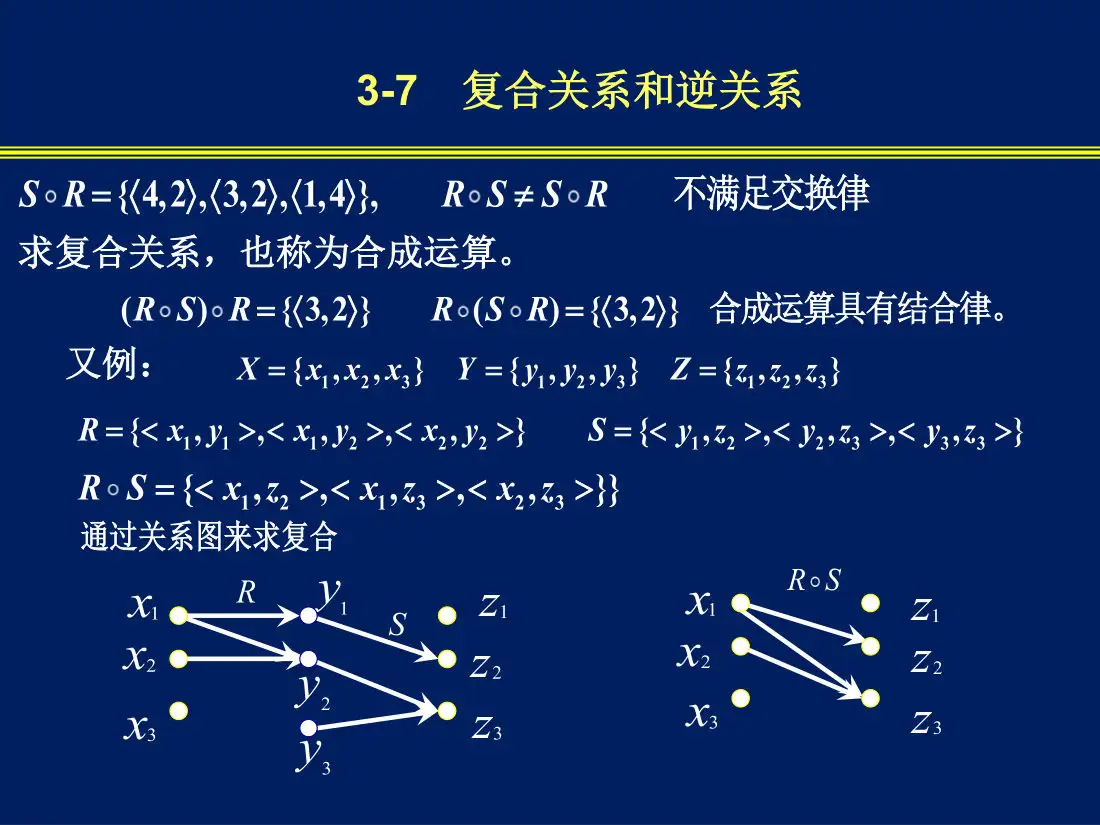 3-7 复合关系和逆关系
S∘R={⟨4,2⟩,⟨3,2⟩,⟨1,4⟩}, R∘S≠S∘R 不满足交换律
求复合关系，也称为合成运算。
(R∘S)∘R={⟨3,2⟩} R∘(S∘R)={⟨3,2⟩} 合成运算具有结合律。
又例： X={x₁,x₂,x₃} Y={y₁,y₂,y₃} Z={z₁,z₂,z₃}
R={<x₁,y₁>,<x₁,y₂>,<x₂,y₂>} S={<y₁,z₂>,<y₂,z₃>,<y₃,z₃>}
R∘S={<x₁,z₂>,<x₁,z₃>,<x₂,z₃>}}
通过关系图来求复合
x₁ R y₁ S z₁
x₂ y₂ z₂
x₃ y₃ z₃
x₁ R∘S z₁
x₂ z₂
x₃ z₃